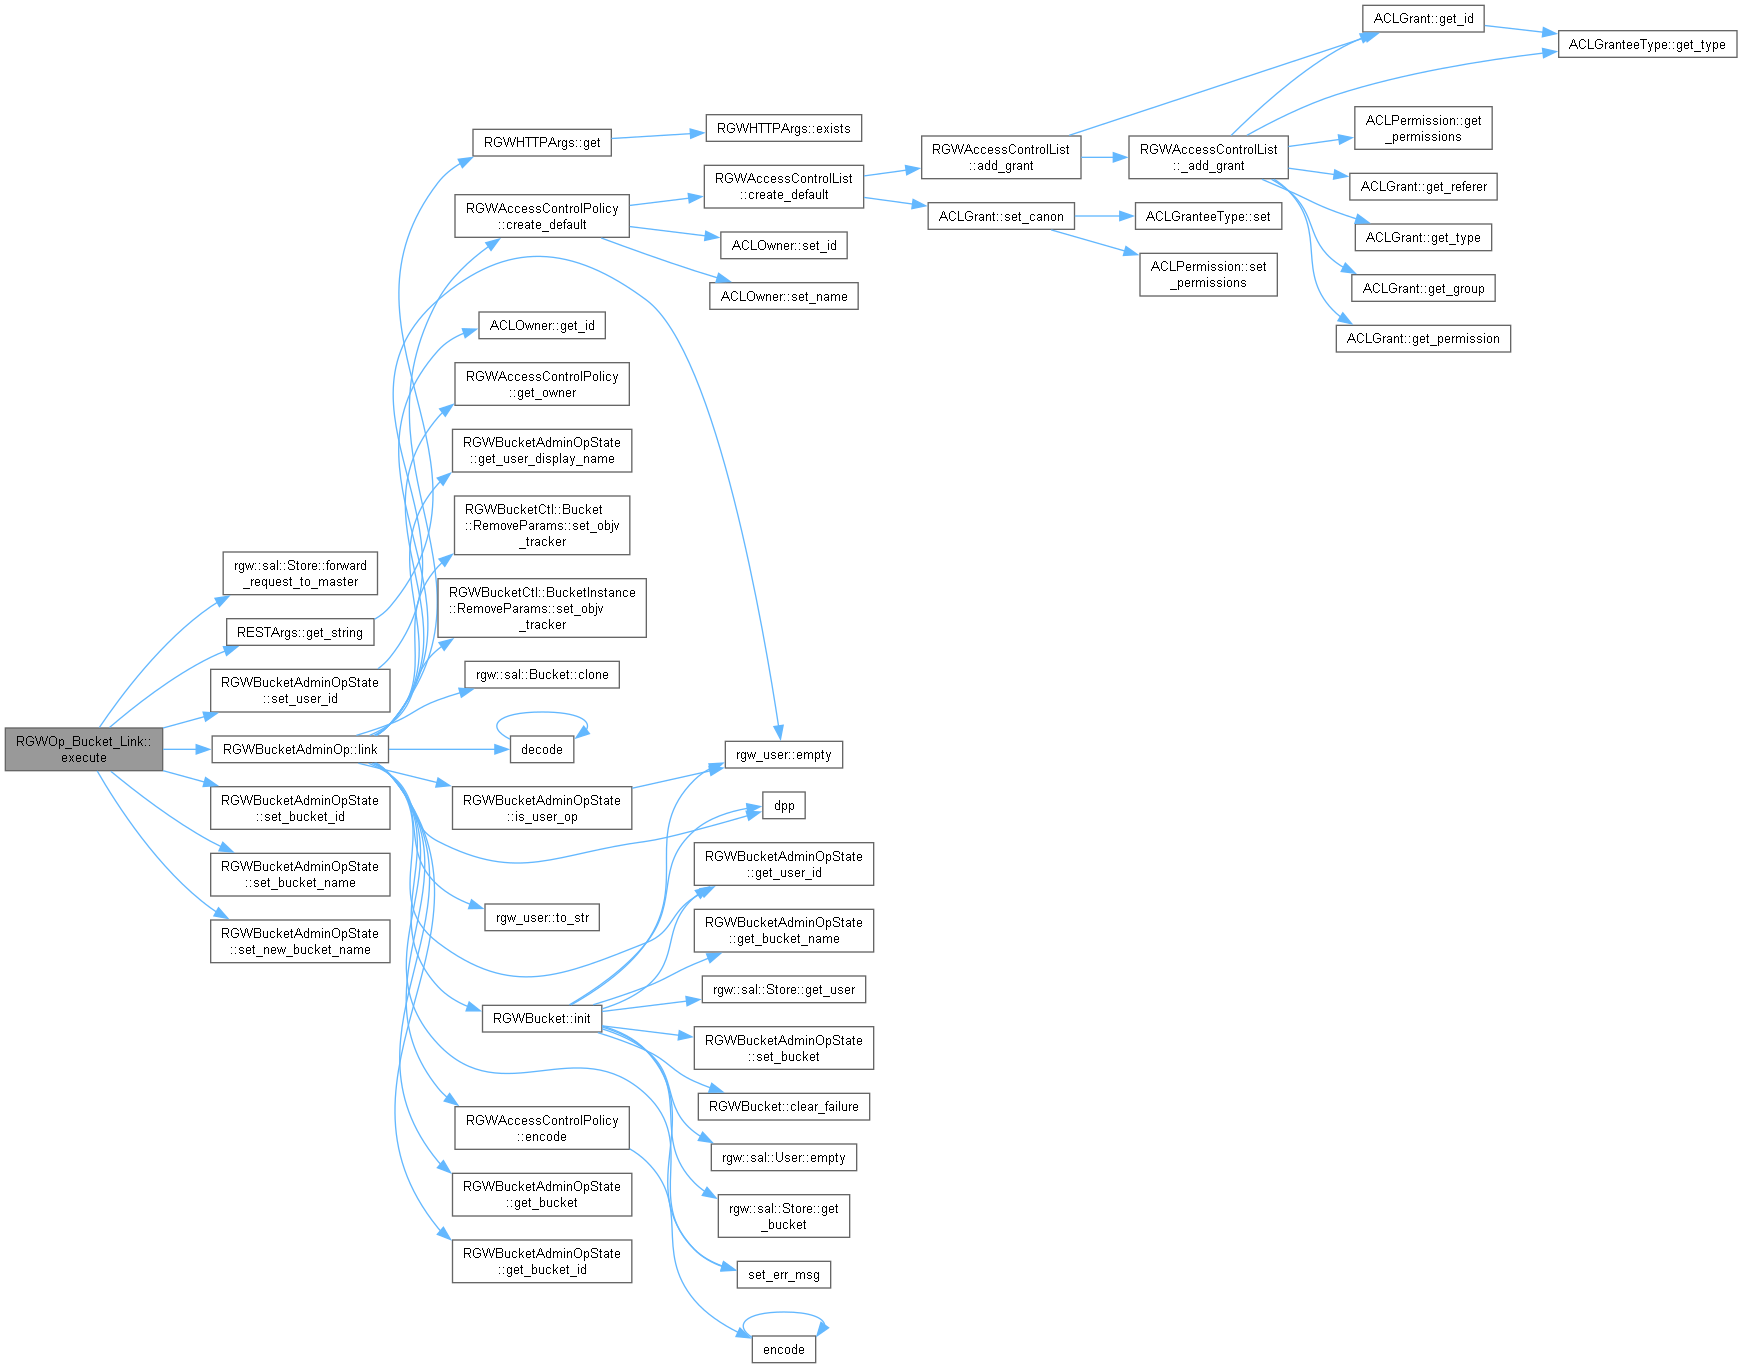 RGWOp_Bucket_Link::
execute
rgw::sal::Store::forward
_request_to_master
RESTArgs::get_string
RGWBucketAdminOpState
::set_user_id
RGWBucketAdminOp::link
RGWBucketAdminOpState
::set_bucket_id
RGWBucketAdminOpState
::set_bucket_name
RGWBucketAdminOpState
::set_new_bucket_name
RGWHTTPArgs::get
RGWAccessControlPolicy
::create_default
ACLOwner::get_id
RGWAccessControlPolicy
::get_owner
RGWBucketAdminOpState
::get_user_display_name
RGWBucketCtl::Bucket
::RemoveParams::set_objv
_tracker
RGWBucketCtl::BucketInstance
::RemoveParams::set_objv
_tracker
rgw::sal::Bucket::clone
decode
RGWBucketAdminOpState
::is_user_op
rgw_user::to_str
RGWBucket::init
RGWAccessControlPolicy
::encode
RGWBucketAdminOpState
::get_bucket
RGWBucketAdminOpState
::get_bucket_id
RGWHTTPArgs::exists
RGWAccessControlList
::create_default
ACLOwner::set_id
ACLOwner::set_name
rgw_user::empty
dpp
RGWBucketAdminOpState
::get_user_id
RGWBucketAdminOpState
::get_bucket_name
rgw::sal::Store::get_user
RGWBucketAdminOpState
::set_bucket
RGWBucket::clear_failure
rgw::sal::User::empty
rgw::sal::Store::get
_bucket
set_err_msg
encode
RGWAccessControlList
::add_grant
ACLGrant::set_canon
RGWAccessControlList
::_add_grant
ACLGranteeType::set
ACLPermission::set
_permissions
ACLGrant::get_id
ACLPermission::get
_permissions
ACLGrant::get_referer
ACLGrant::get_type
ACLGrant::get_group
ACLGrant::get_permission
ACLGranteeType::get_type